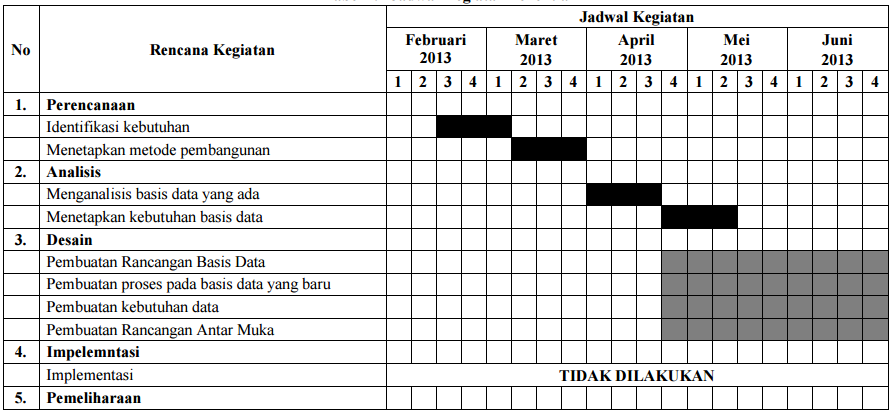 Jadwal Kegiatan
No Rencana Kegiatan
Februari 2013 Maret 2013 April 2013 Mei 2013 Juni 2013
1 2 3 4 1 2 3 4 1 2 3 4 1 2 3 4 1 2 3 4
1. Perencanaan
Identifikasi kebutuhan
Menetapkan metode pembangunan
2. Analisis
Menganalisis basis data yang ada
Menetapkan kebutuhan basis data
3. Desain
Pembuatan Rancangan Basis Data
Pembuatan proses pada basis data yang baru
Pembuatan kebutuhan data
Pembuatan Rancangan Antar Muka
4. Impelemntasi
Implementasi TIDAK DILAKUKAN
5. Pemeliharaan